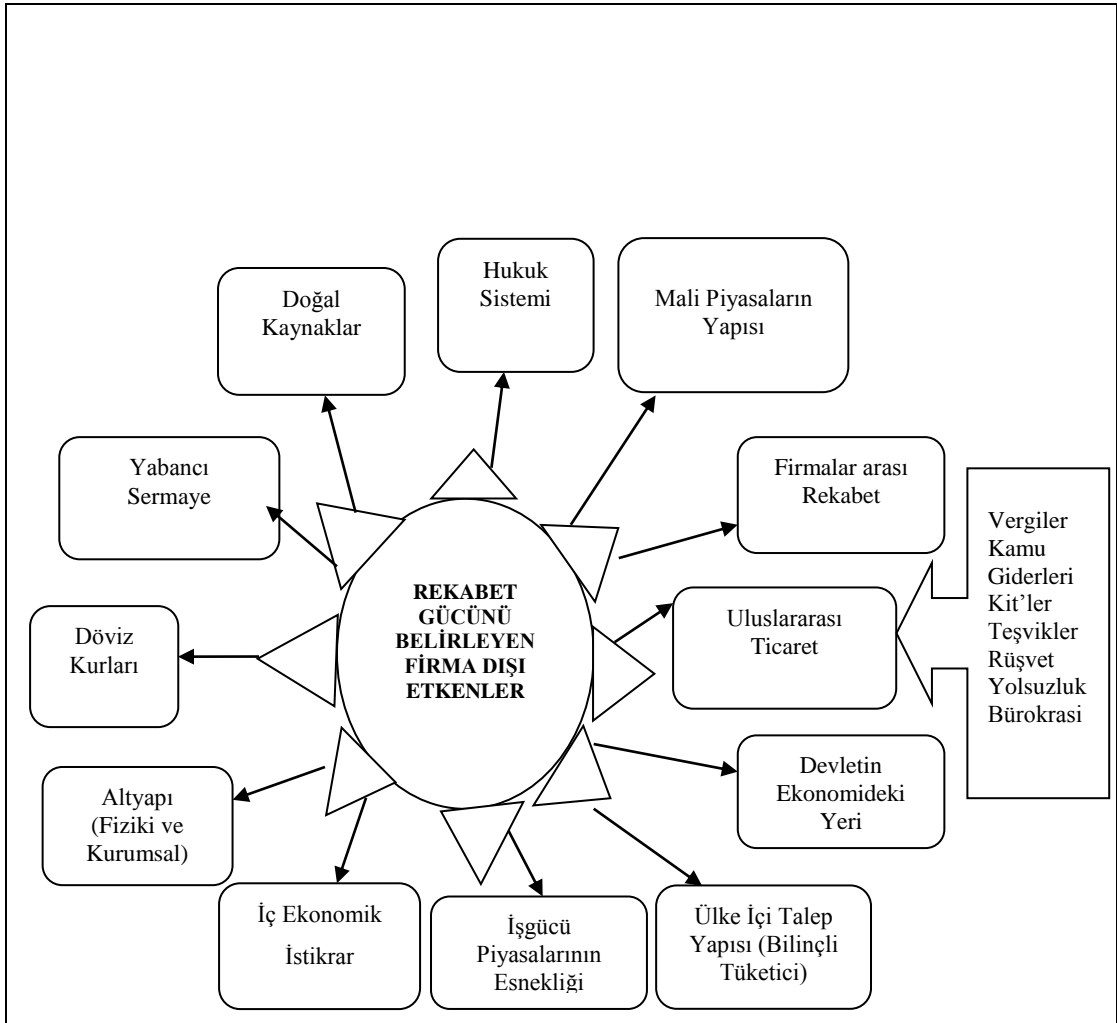 Hukuk
Sistemi
Mali Piyasaların
Yapısı
Doğal
Kaynaklar
Yabancı
Sermaye
Firmalar arası
Rekabet
Vergiler
Kamu
Giderleri
Kit’ler
Teşvikler
Rüşvet
Yolsuzluk
Bürokrasi
REKABET
GÜCÜNÜ
BELİRLEYEN
FİRMA DIŞI
ETKENLER
Döviz
Kurları
Uluslararası
Ticaret
Devletin
Ekonomideki
Yeri
Altyapı
(Fiziki ve
Kurumsal)
İç Ekonomik
İstikrar
İşgücü
Piyasalarının
Esnekliği
Ülke İçi Talep
Yapısı (Bilinçli
Tüketici)